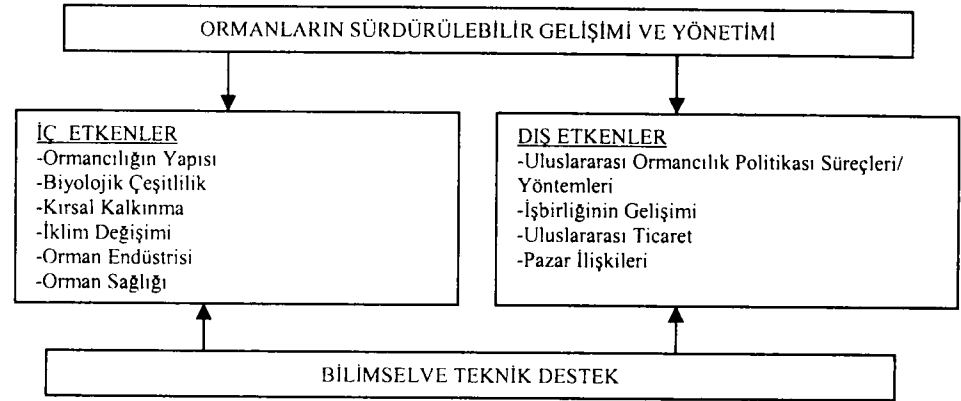 ORMANLARIN SÜRDÜRÜLEBİLİR GELİŞİMİ VE YÖNETİMİ
İÇ ETKENLER
-Ormancılığın Yapısı
-Biyolojik Çeşitlilik
-Kırsal Kalkınma
-İklim Değişimi
-Orman Endüstrisi
-Orman Sağlığı
DIŞ ETKENLER
-Uluslararası Ormancılık Politikası Süreçleri/
Yöntemleri
-İşbirliğinin Gelişimi
-Uluslararası Ticaret
-Pazar İlişkileri
BİLİMSELVE TEKNİK DESTEK